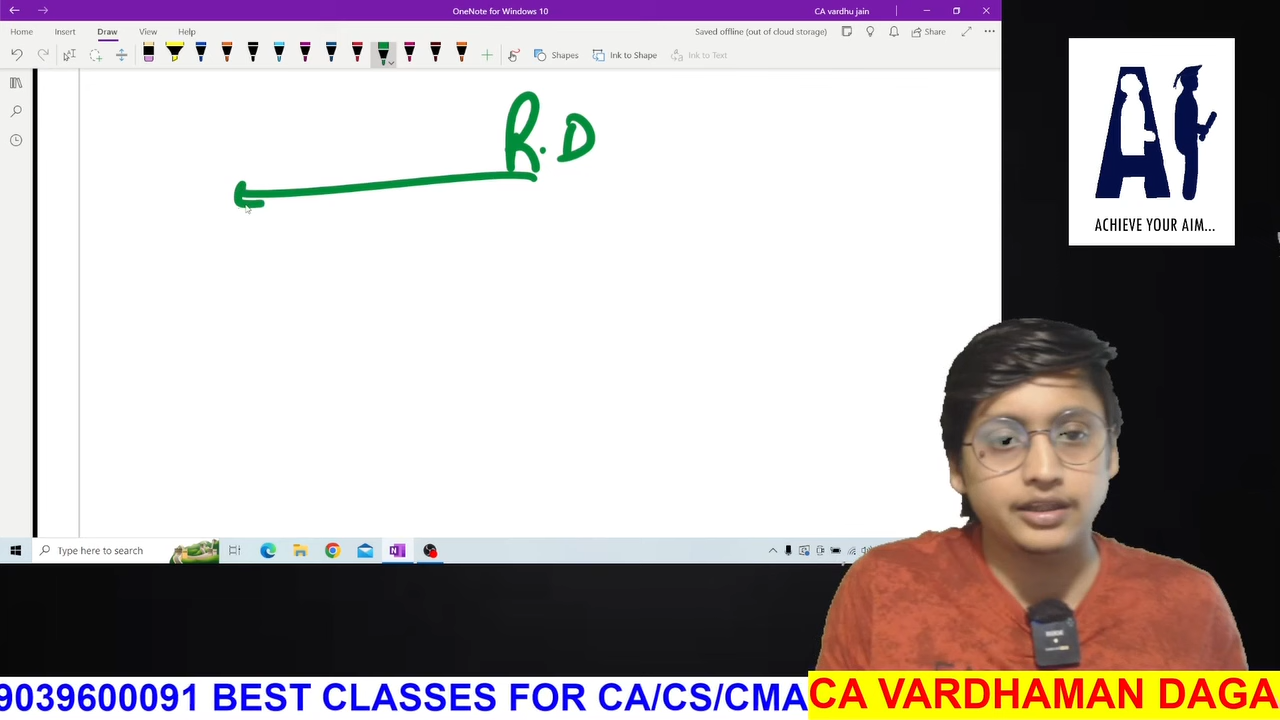 OneNote for Windows 10
CA vardhu jain
Home Insert Draw View Help
Saved offline (out of cloud storage)
Share
Shapes
Ink to Shape
Ink to Text
R.D
ACHIEVE YOUR AIM...
Type here to search
9039600091 BEST CLASSES FOR CA/CS/CMA
CA VARDHAMAN DAGA